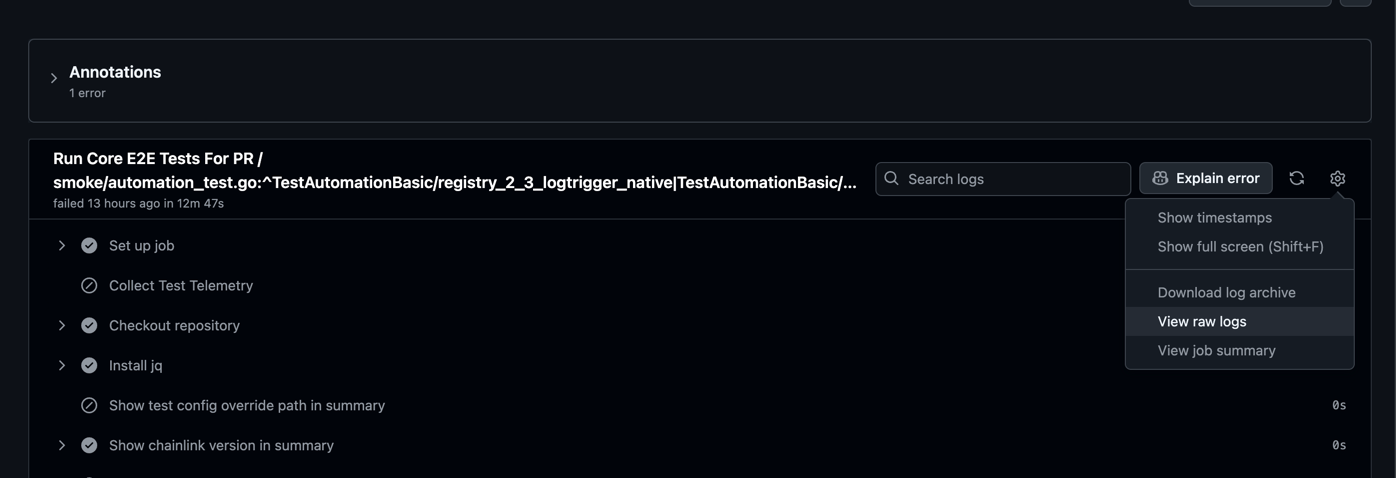 Annotations
1 error
Run Core E2E Tests For PR /
smoke/automation_test.go:^TestAutomationBasic/registry_2_3_logtrigger_native|TestAutomationBasic/...
failed 13 hours ago in 12m 47s
Search logs
Explain error
Show timestamps
Show full screen (Shift+F)
Download log archive
View raw logs
View job summary
Set up job
Collect Test Telemetry
Checkout repository
Install jq
Show test config override path in summary
0s
Show chainlink version in summary
0s